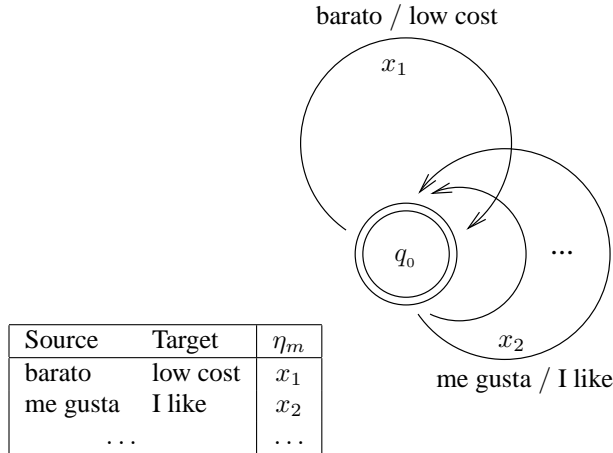 barato / low cost
x₁
q₀
...
x₂
me gusta / I like
Source Target ηₘ
barato low cost x₁
me gusta I like x₂
... ...